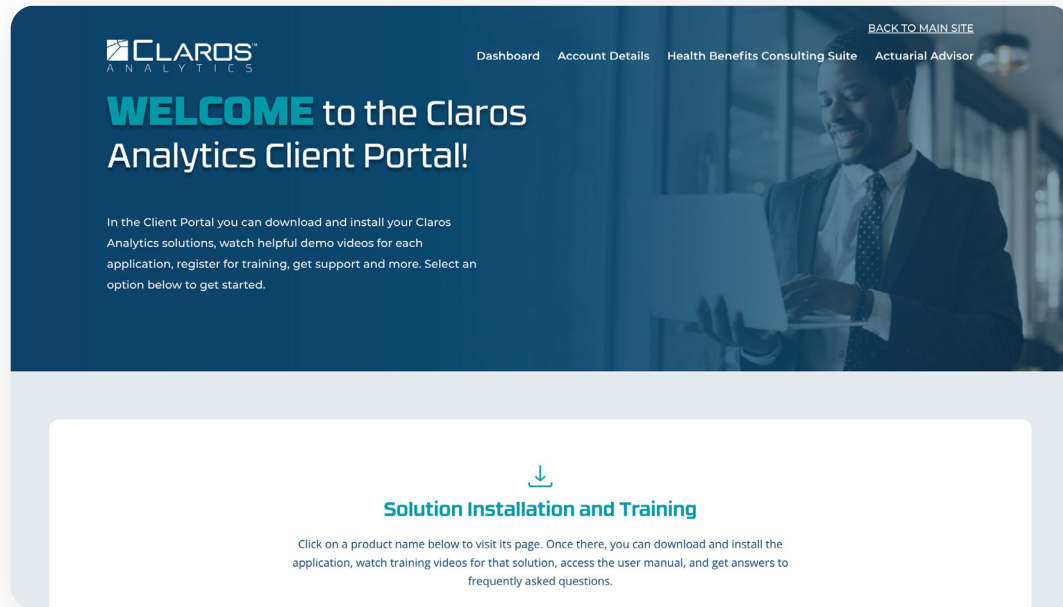 BACK TO MAIN SITE
CLAROS™
ANALYTICS
Dashboard Account Details Health Benefits Consulting Suite Actuarial Advisor
WELCOME to the Claros
Analytics Client Portal!
In the Client Portal you can download and install your Claros
Analytics solutions, watch helpful demo videos for each
application, register for training, get support and more. Select an
option below to get started.
Solution Installation and Training
Click on a product name below to visit its page. Once there, you can download and install the
application, watch training videos for that solution, access the user manual, and get answers to
frequently asked questions.